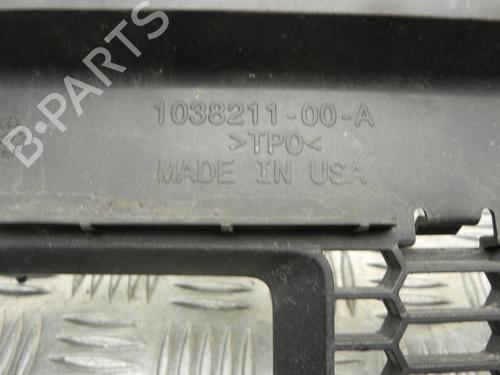 1038211-00-A
>TPO<
MADE IN USA
B-PARTS